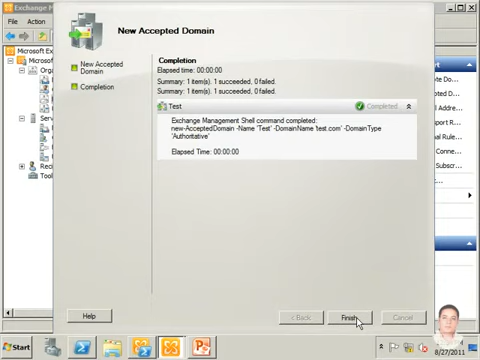 Exchange M
File
Action
New Accepted Domain
Microsoft Ex
Microso
Orga
Serve
Reci
Tools
New Accepted
Domain
Completion
Completion
Elapsed time: 00:00:00
Summary: 1 item(s). 1 succeeded, 0 failed.
Summary: 1 item(s). 1 succeeded, 0 failed.
Test
Completed
Exchange Management Shell command completed:
new-AcceptedDomain -Name 'Test' -DomainName 'test.com' -DomainType
'Authoritative'
Elapsed Time: 00:00:00
Help
< Back
Finish
Cancel
Start
8/27/2011